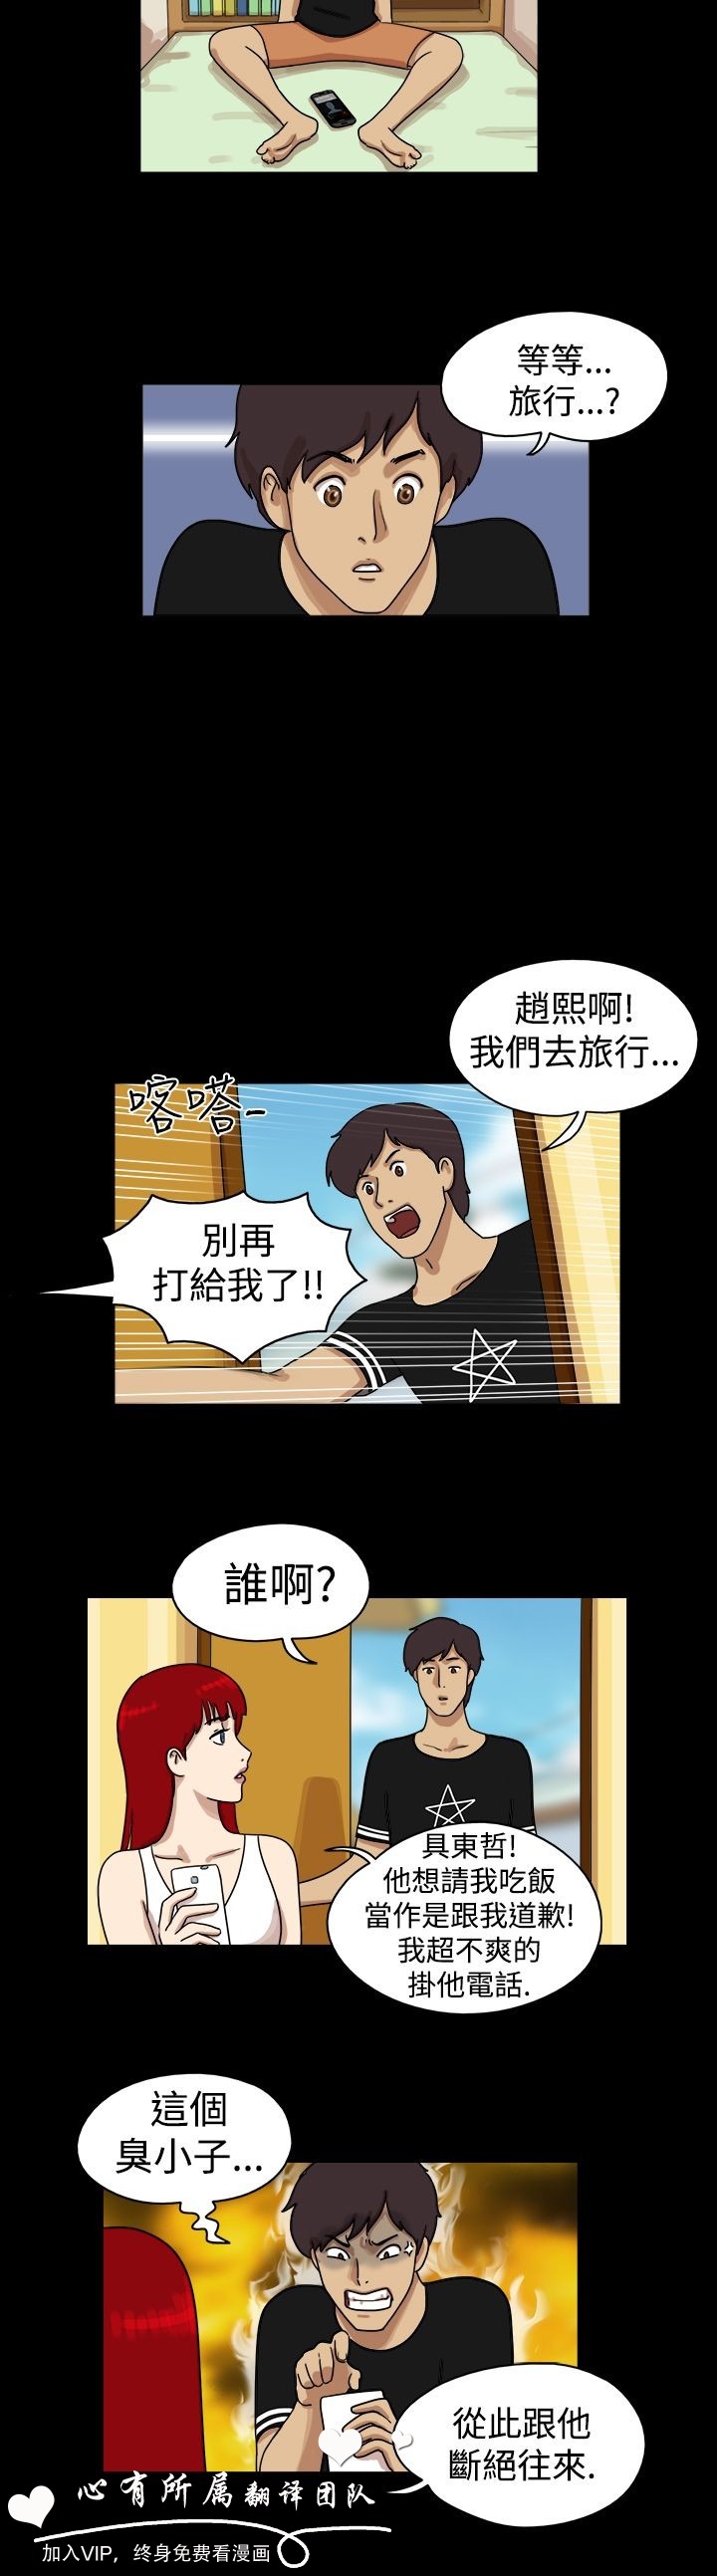 等等...
旅行...?
趙熙啊!
我們去旅行...
喀嗒-
別再
打給我了!!
誰啊?
具東哲!
他想請我吃飯
當作是跟我道歉!
我超不爽的
掛他電話.
這個
臭小子...
從此跟他
斷絕往來.
心有所属翻译团队
加入VIP，终身免费看漫画